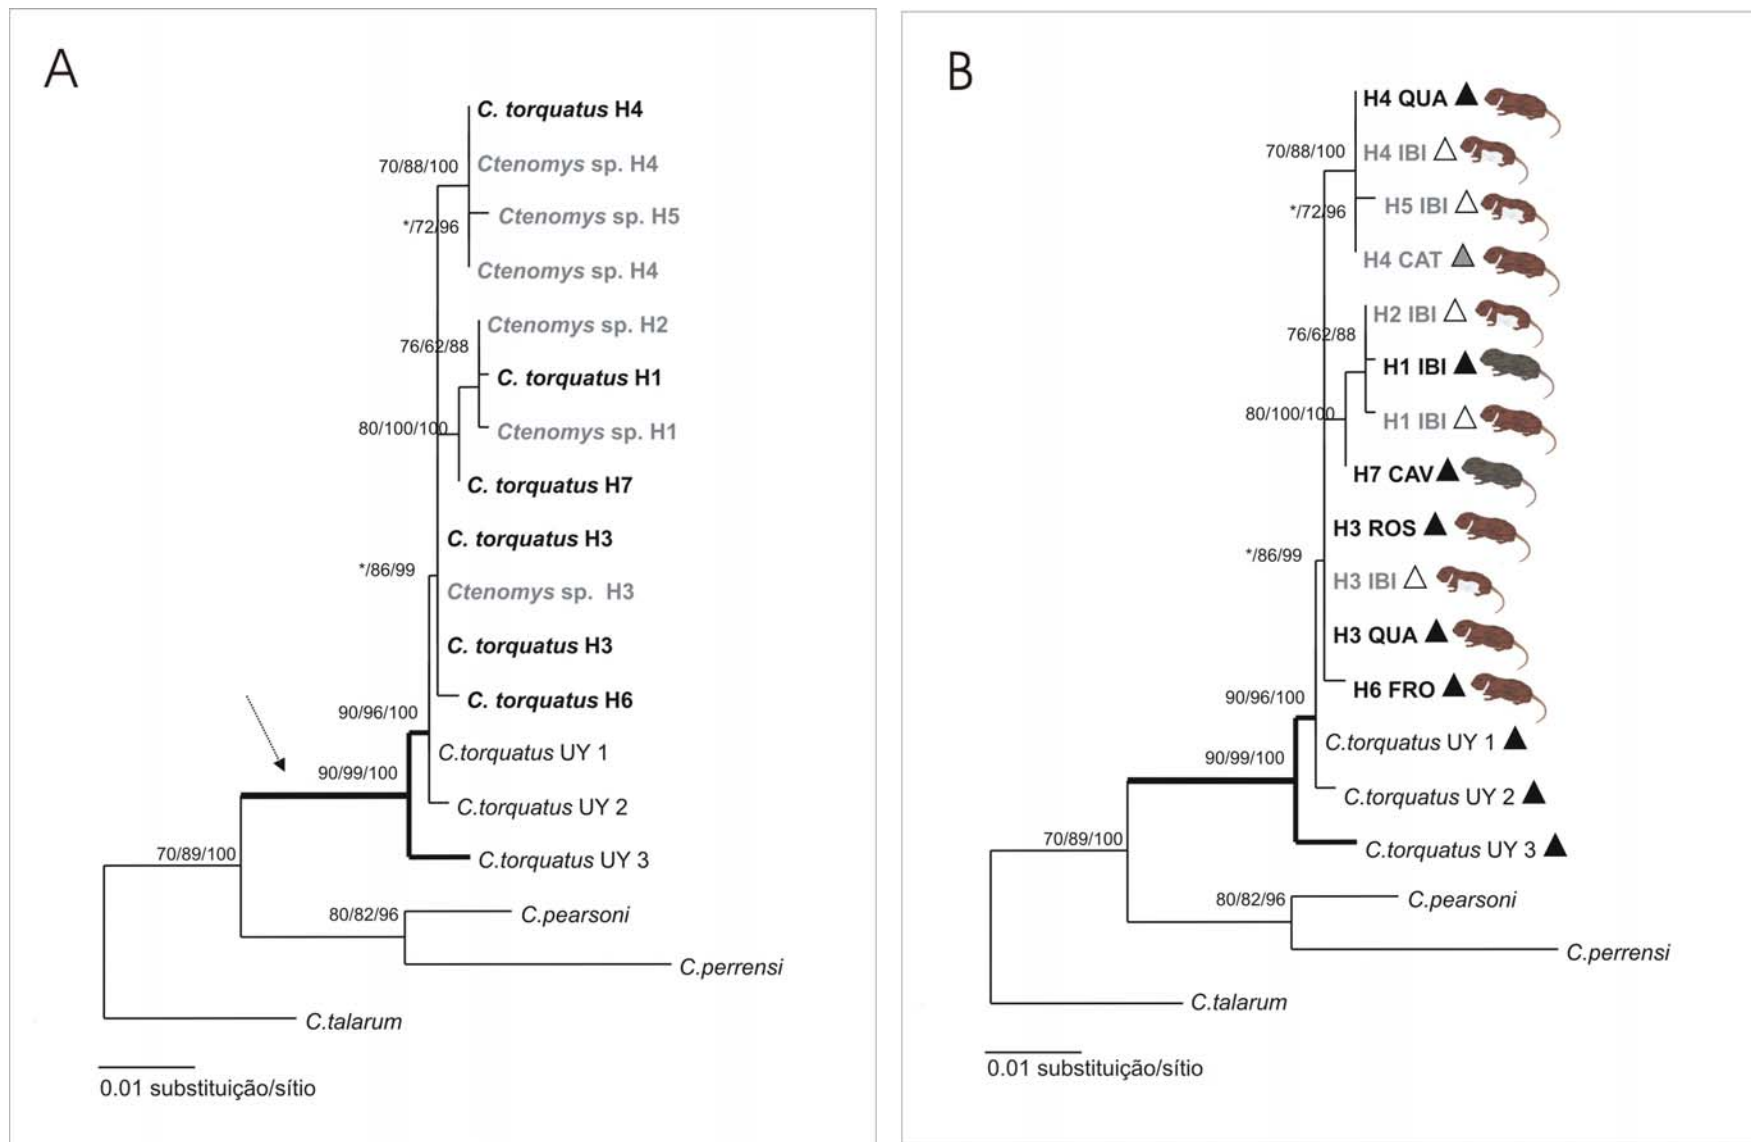 A
C. torquatus H4
70/88/100
Ctenomys sp. H4
Ctenomys sp. H5
*/72/96
Ctenomys sp. H4
Ctenomys sp. H2
76/62/88
C. torquatus H1
80/100/100
Ctenomys sp. H1
C. torquatus H7
C. torquatus H3
*/86/99
Ctenomys sp. H3
C. torquatus H3
C. torquatus H6
90/96/100
C.torquatus UY 1
90/99/100
C.torquatus UY 2
70/89/100
C.torquatus UY 3
80/82/96
C.pearsoni
C.perrensi
C.talarum
0.01 substituição/sítio
B
H4 QUA
70/88/100
H4 IBI
H5 IBI
*/72/96
H4 CAT
H2 IBI
76/62/88
H1 IBI
80/100/100
H1 IBI
H7 CAV
H3 ROS
*/86/99
H3 IBI
H3 QUA
H6 FRO
90/96/100
C.torquatus UY 1
90/99/100
C.torquatus UY 2
70/89/100
C.torquatus UY 3
80/82/96
C.pearsoni
C.perrensi
C.talarum
0.01 substituição/sítio